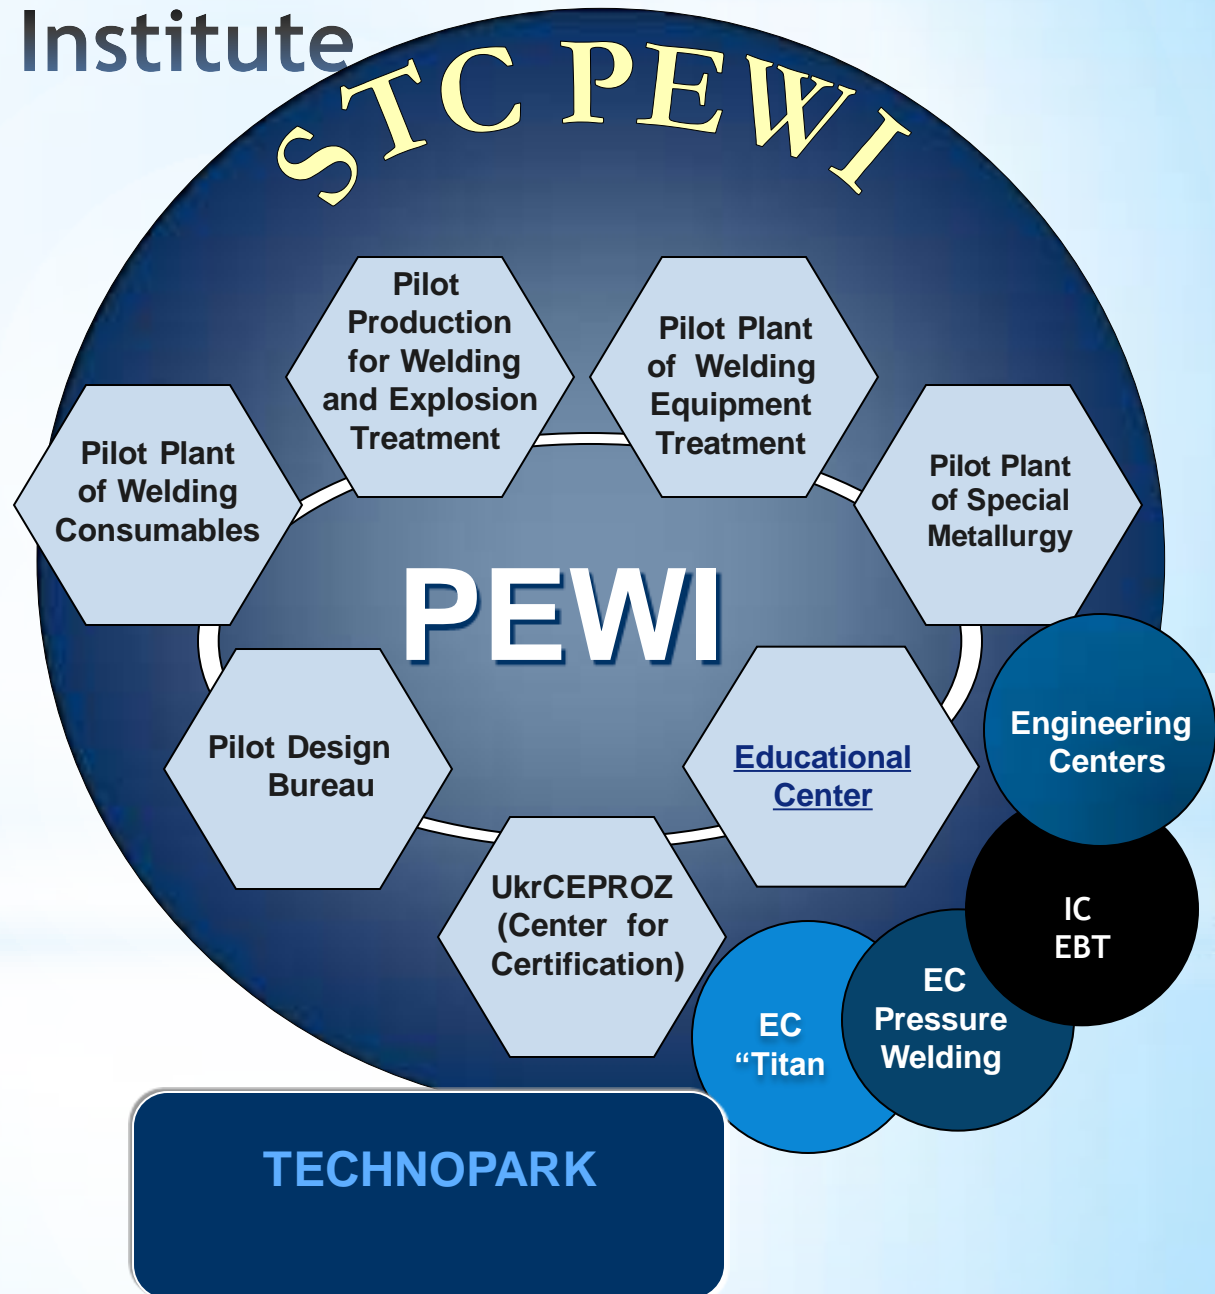 Institute
STC PEWI
Pilot
Production
for Welding
and Explosion
Treatment
Pilot Plant
of Welding
Equipment
Treatment
Pilot Plant
of Welding
Consumables
Pilot Plant
of Special
Metallurgy
PEWI
Pilot Design
Bureau
Educational
Center
Engineering
Centers
UkrCEPROZ
(Center for
Certification)
IC
EBT
EC
Pressure
Welding
EC
“Titan
TECHNOPARK